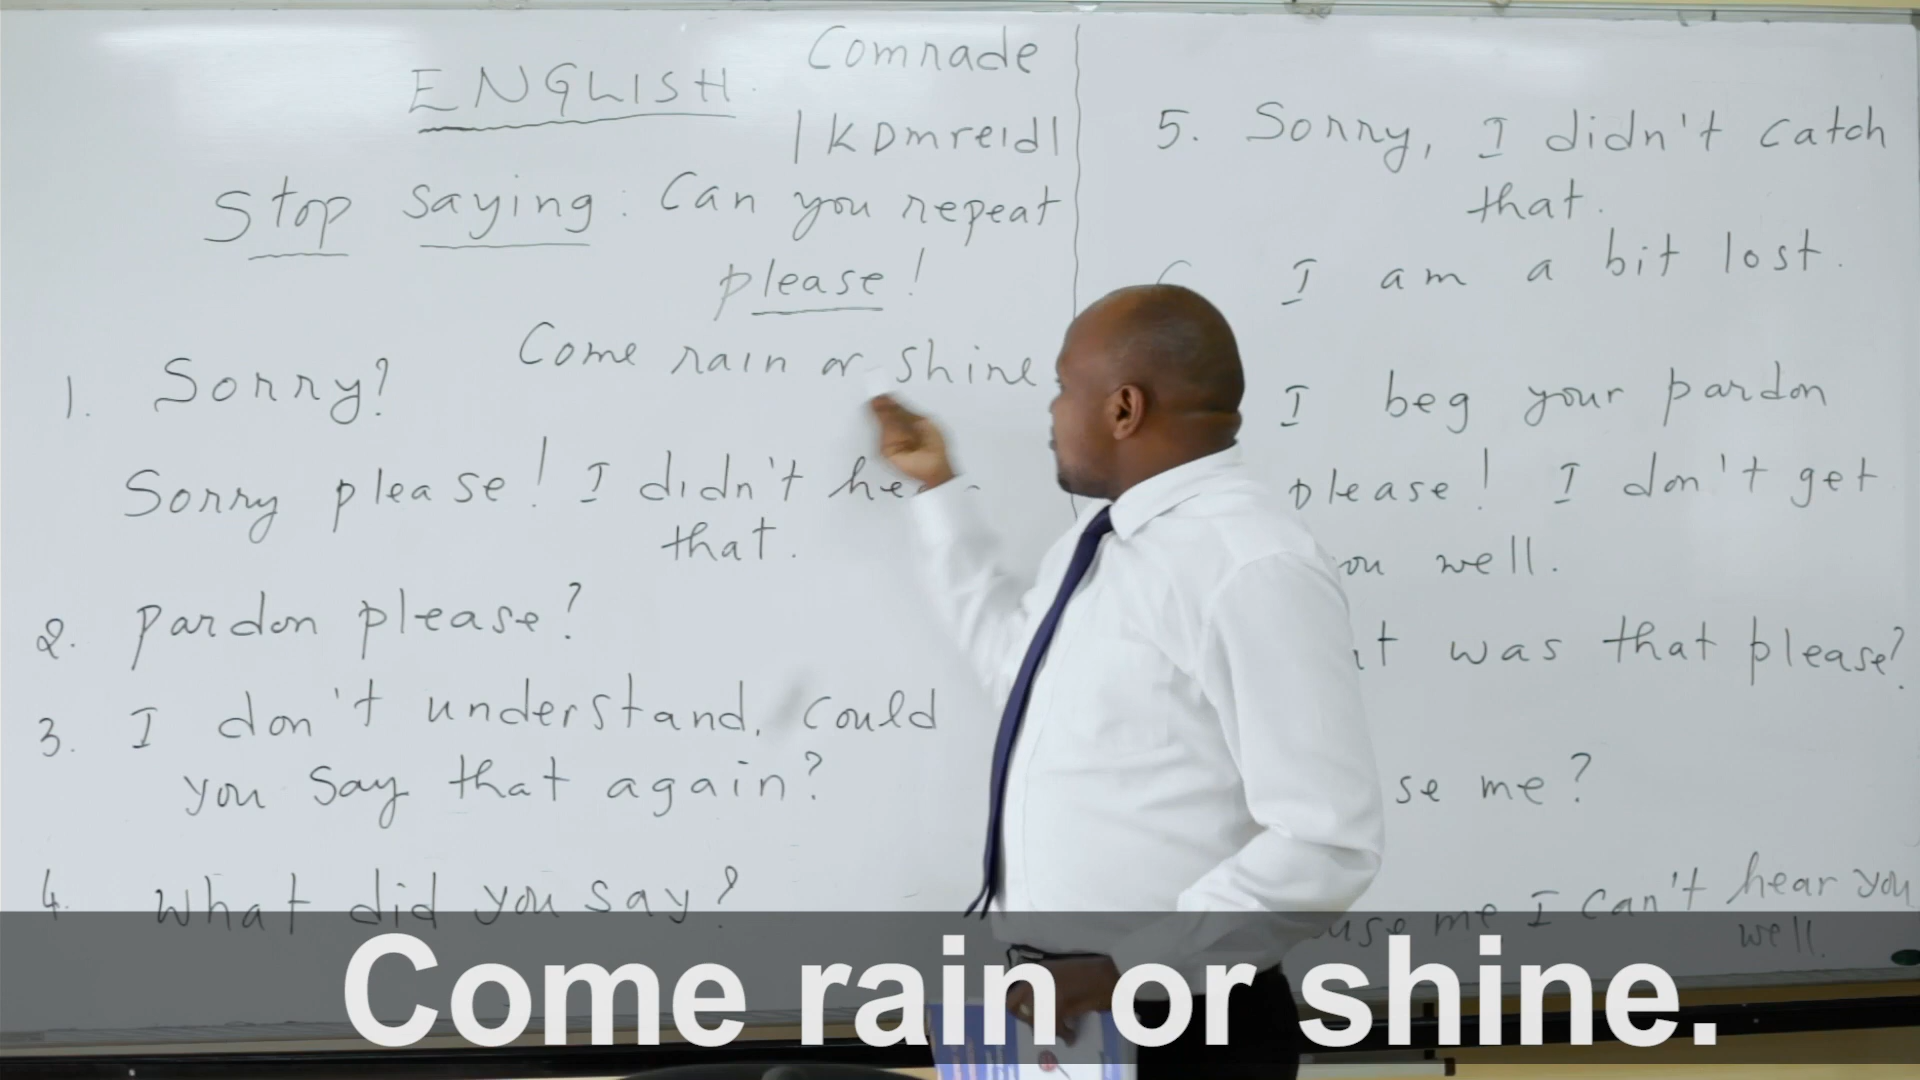 ENGLISH
Comrade
|KDmreid|
Stop saying: Can you repeat
please!
Come rain or shine
1. Sorry?
Sorry please! I didn't
that.
2. Pardon please?
3. I don't understand. Could
you say that again?
4. What did you say?
5. Sorry, I didn't catch
that.
I am a bit lost.
I beg your pardon
please! I don't get
well.
was that please?
me?
me I can't hear you
well.
Come rain or shine.